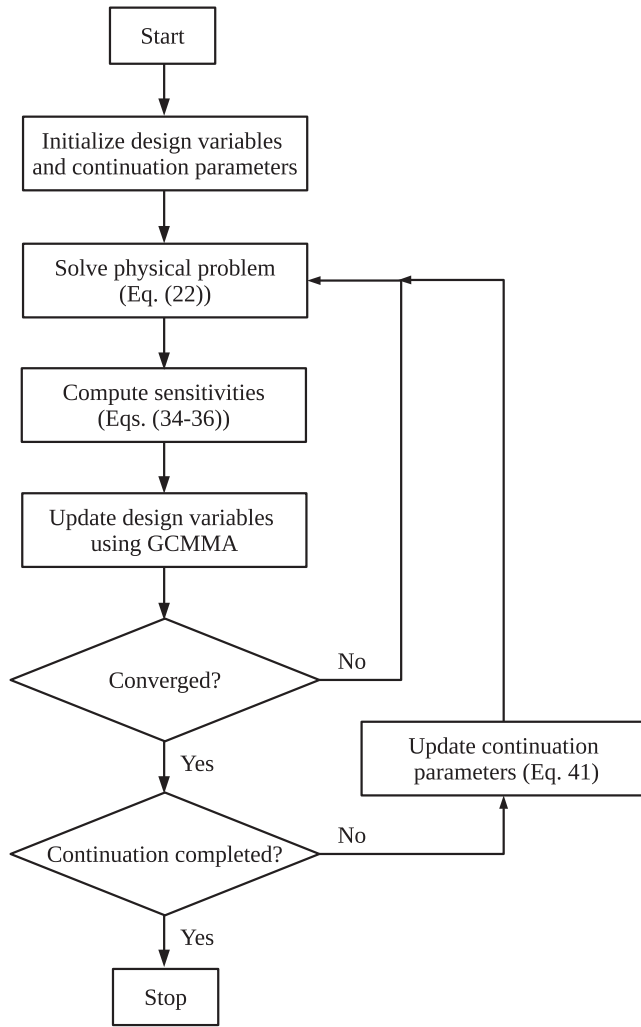 Start
Initialize design variables
and continuation parameters
Solve physical problem
(Eq. (22))
Compute sensitivities
(Eqs. (34-36))
Update design variables
using GCMMA
Converged?
No
Yes
Update continuation
parameters (Eq. 41)
Continuation completed?
No
Yes
Stop